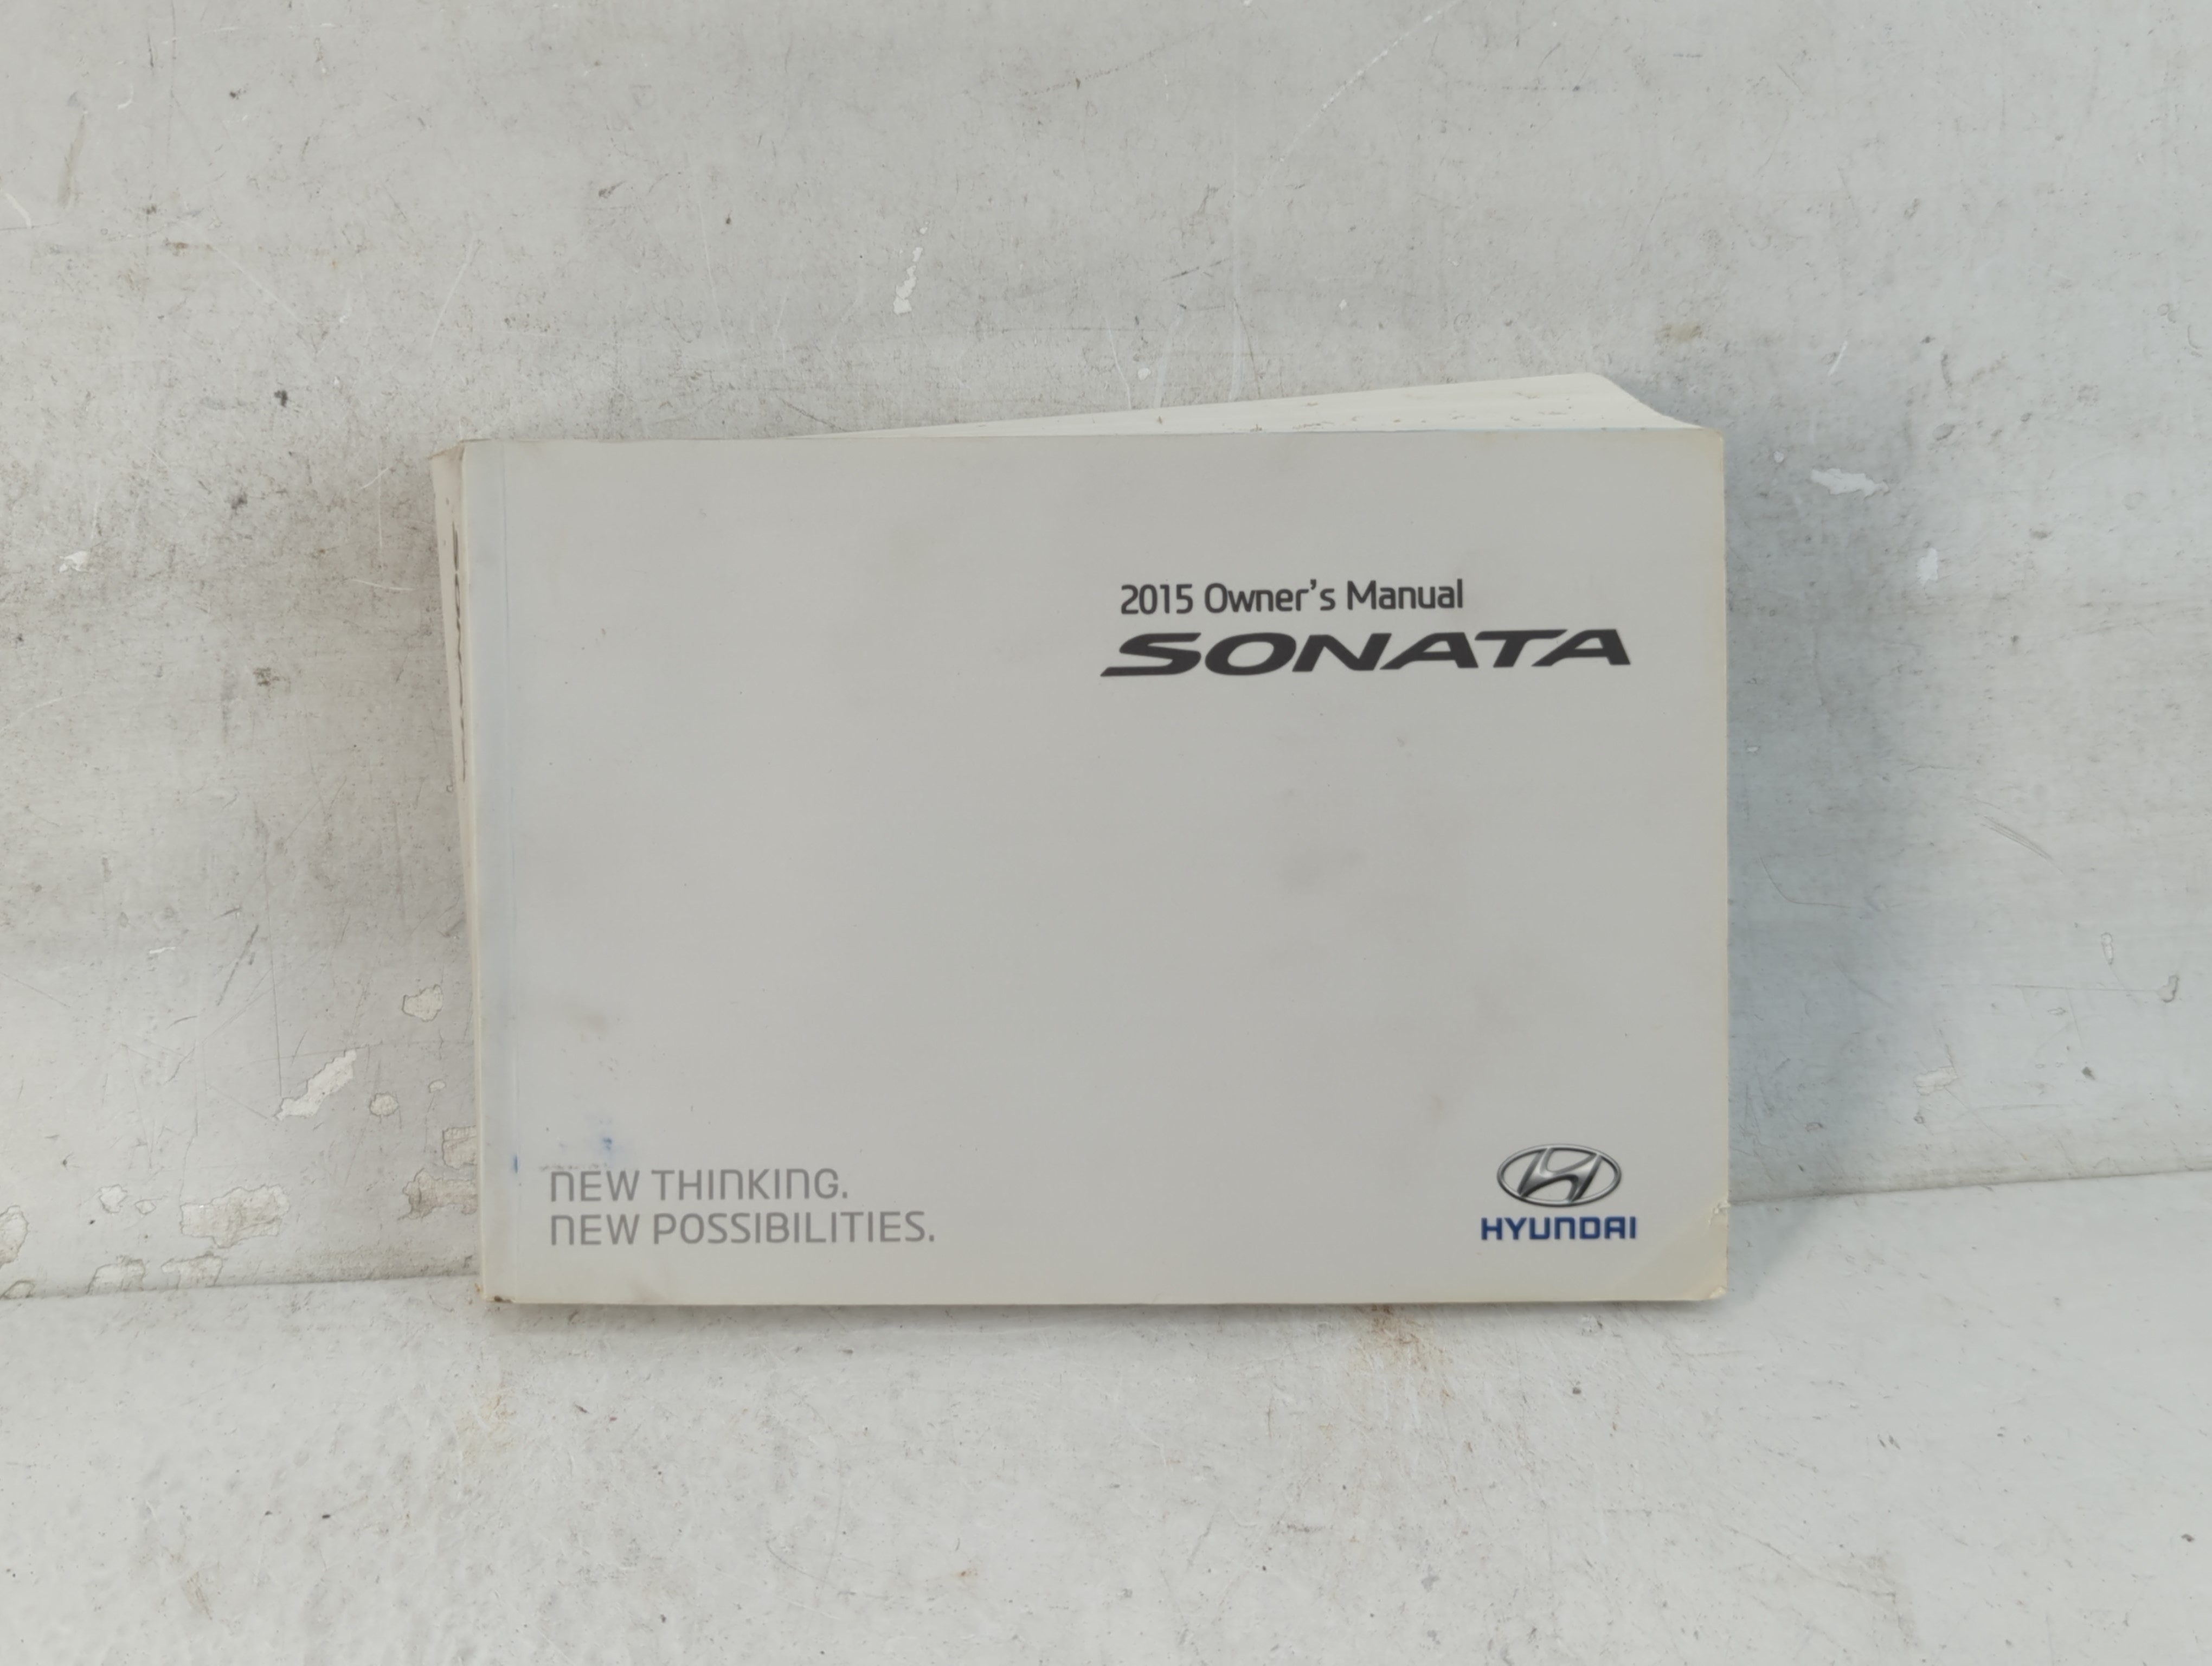 2015 Owner's Manual
SONATA
NEW THINKING.
NEW POSSIBILITIES.
HYUNDAI